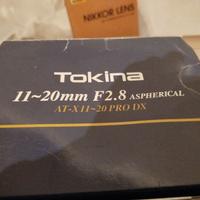 NIKKOR LENS
Tokina
11~20mm F2.8 ASPHERICAL
AT-X 11~20 PRO DX